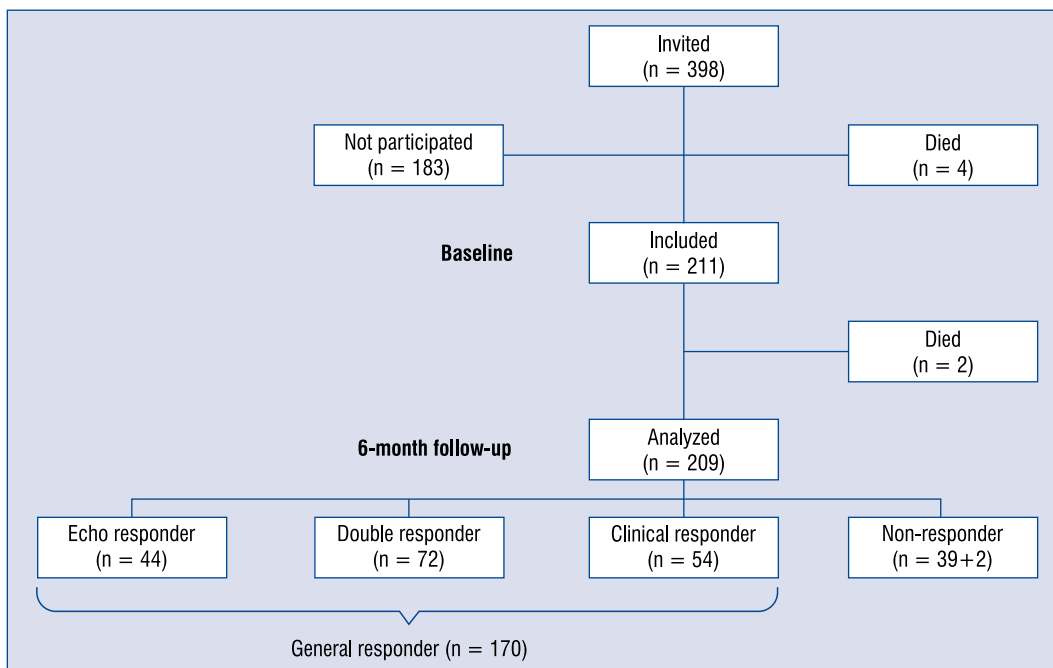 Invited
(n = 398)
Not participated
(n = 183)
Died
(n = 4)
Baseline
Included
(n = 211)
Died
(n = 2)
6-month follow-up
Analyzed
(n = 209)
Echo responder
(n = 44)
Double responder
(n = 72)
Clinical responder
(n = 54)
Non-responder
(n = 39+2)
General responder (n = 170)